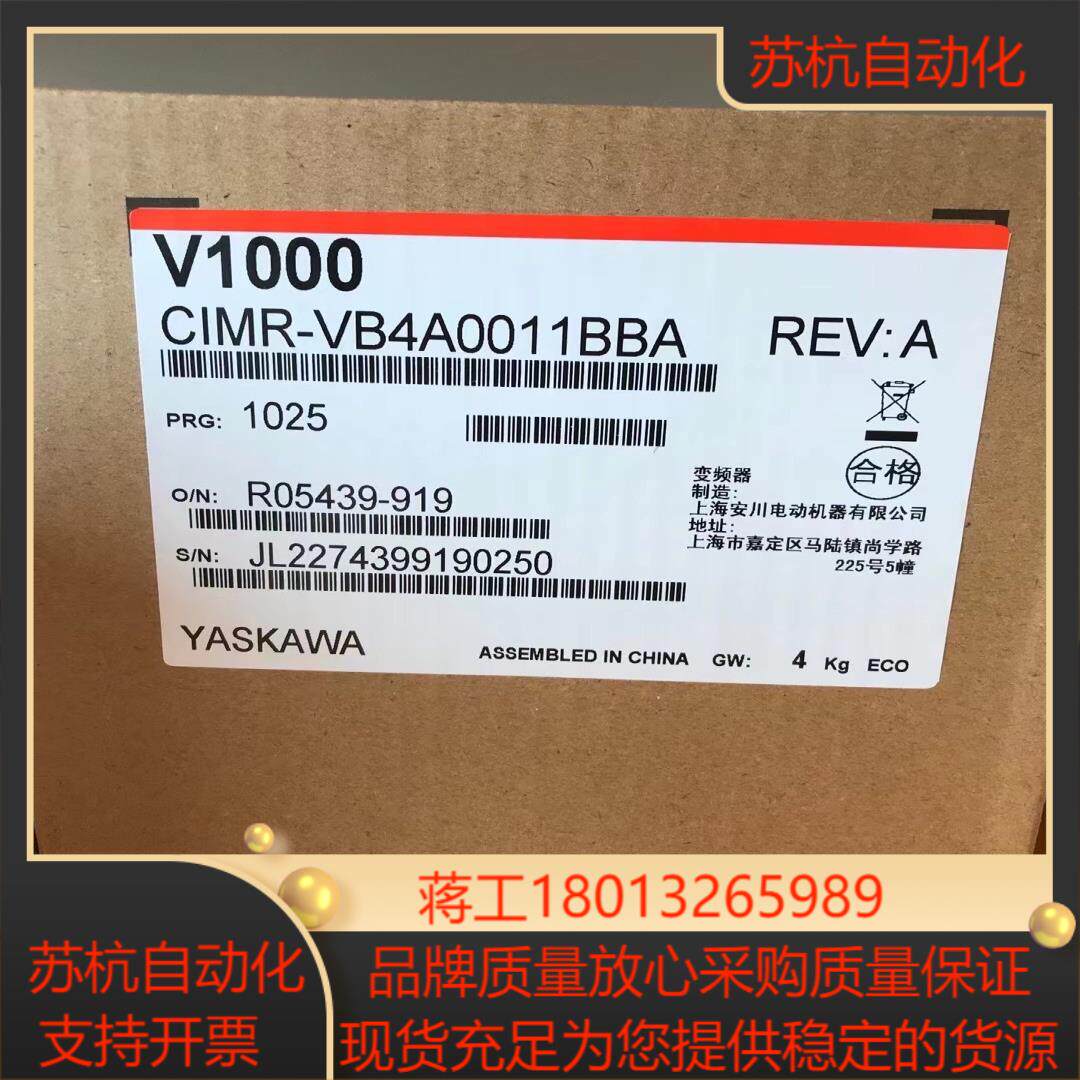 苏杭自动化
V1000
CIMR-VB4A0011BBA REV: A
PRG: 1025
合格
变频器
制造:
上海安川电动机器有限公司
地址:
上海市嘉定区马陆镇尚学路
225号5幢
O/N: R05439-919
S/N: JL2274399190250
YASKAWA
ASSEMBLED IN CHINA GW: 4 Kg ECO
蒋工18013265989
苏杭自动化
支持开票
品牌质量放心采购质量保证
现货充足为您提供稳定的货源